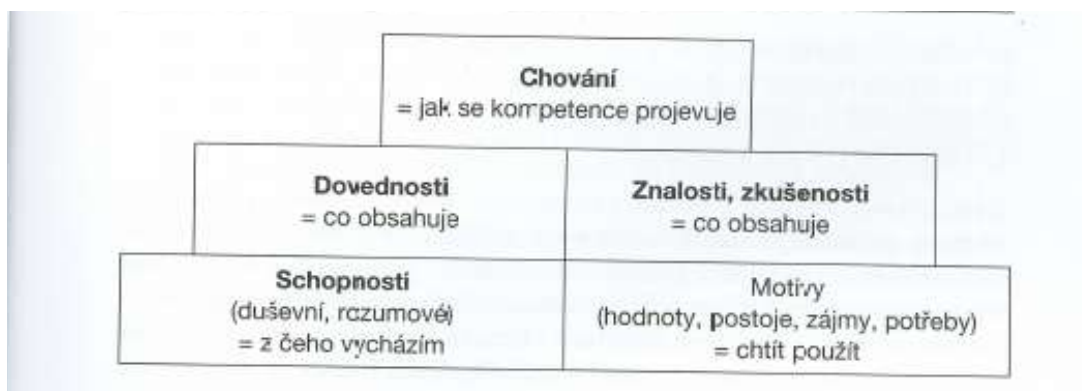 Chování
= jak se kompetence projevuje
Dovednosti
= co obsahuje
Znalosti, zkušenosti
= co obsahuje
Schopnosti
(duševní, rozumové)
= z čeho vycházím
Motivy
(hodnoty, postoje, zájmy, potřeby)
= chtít použít